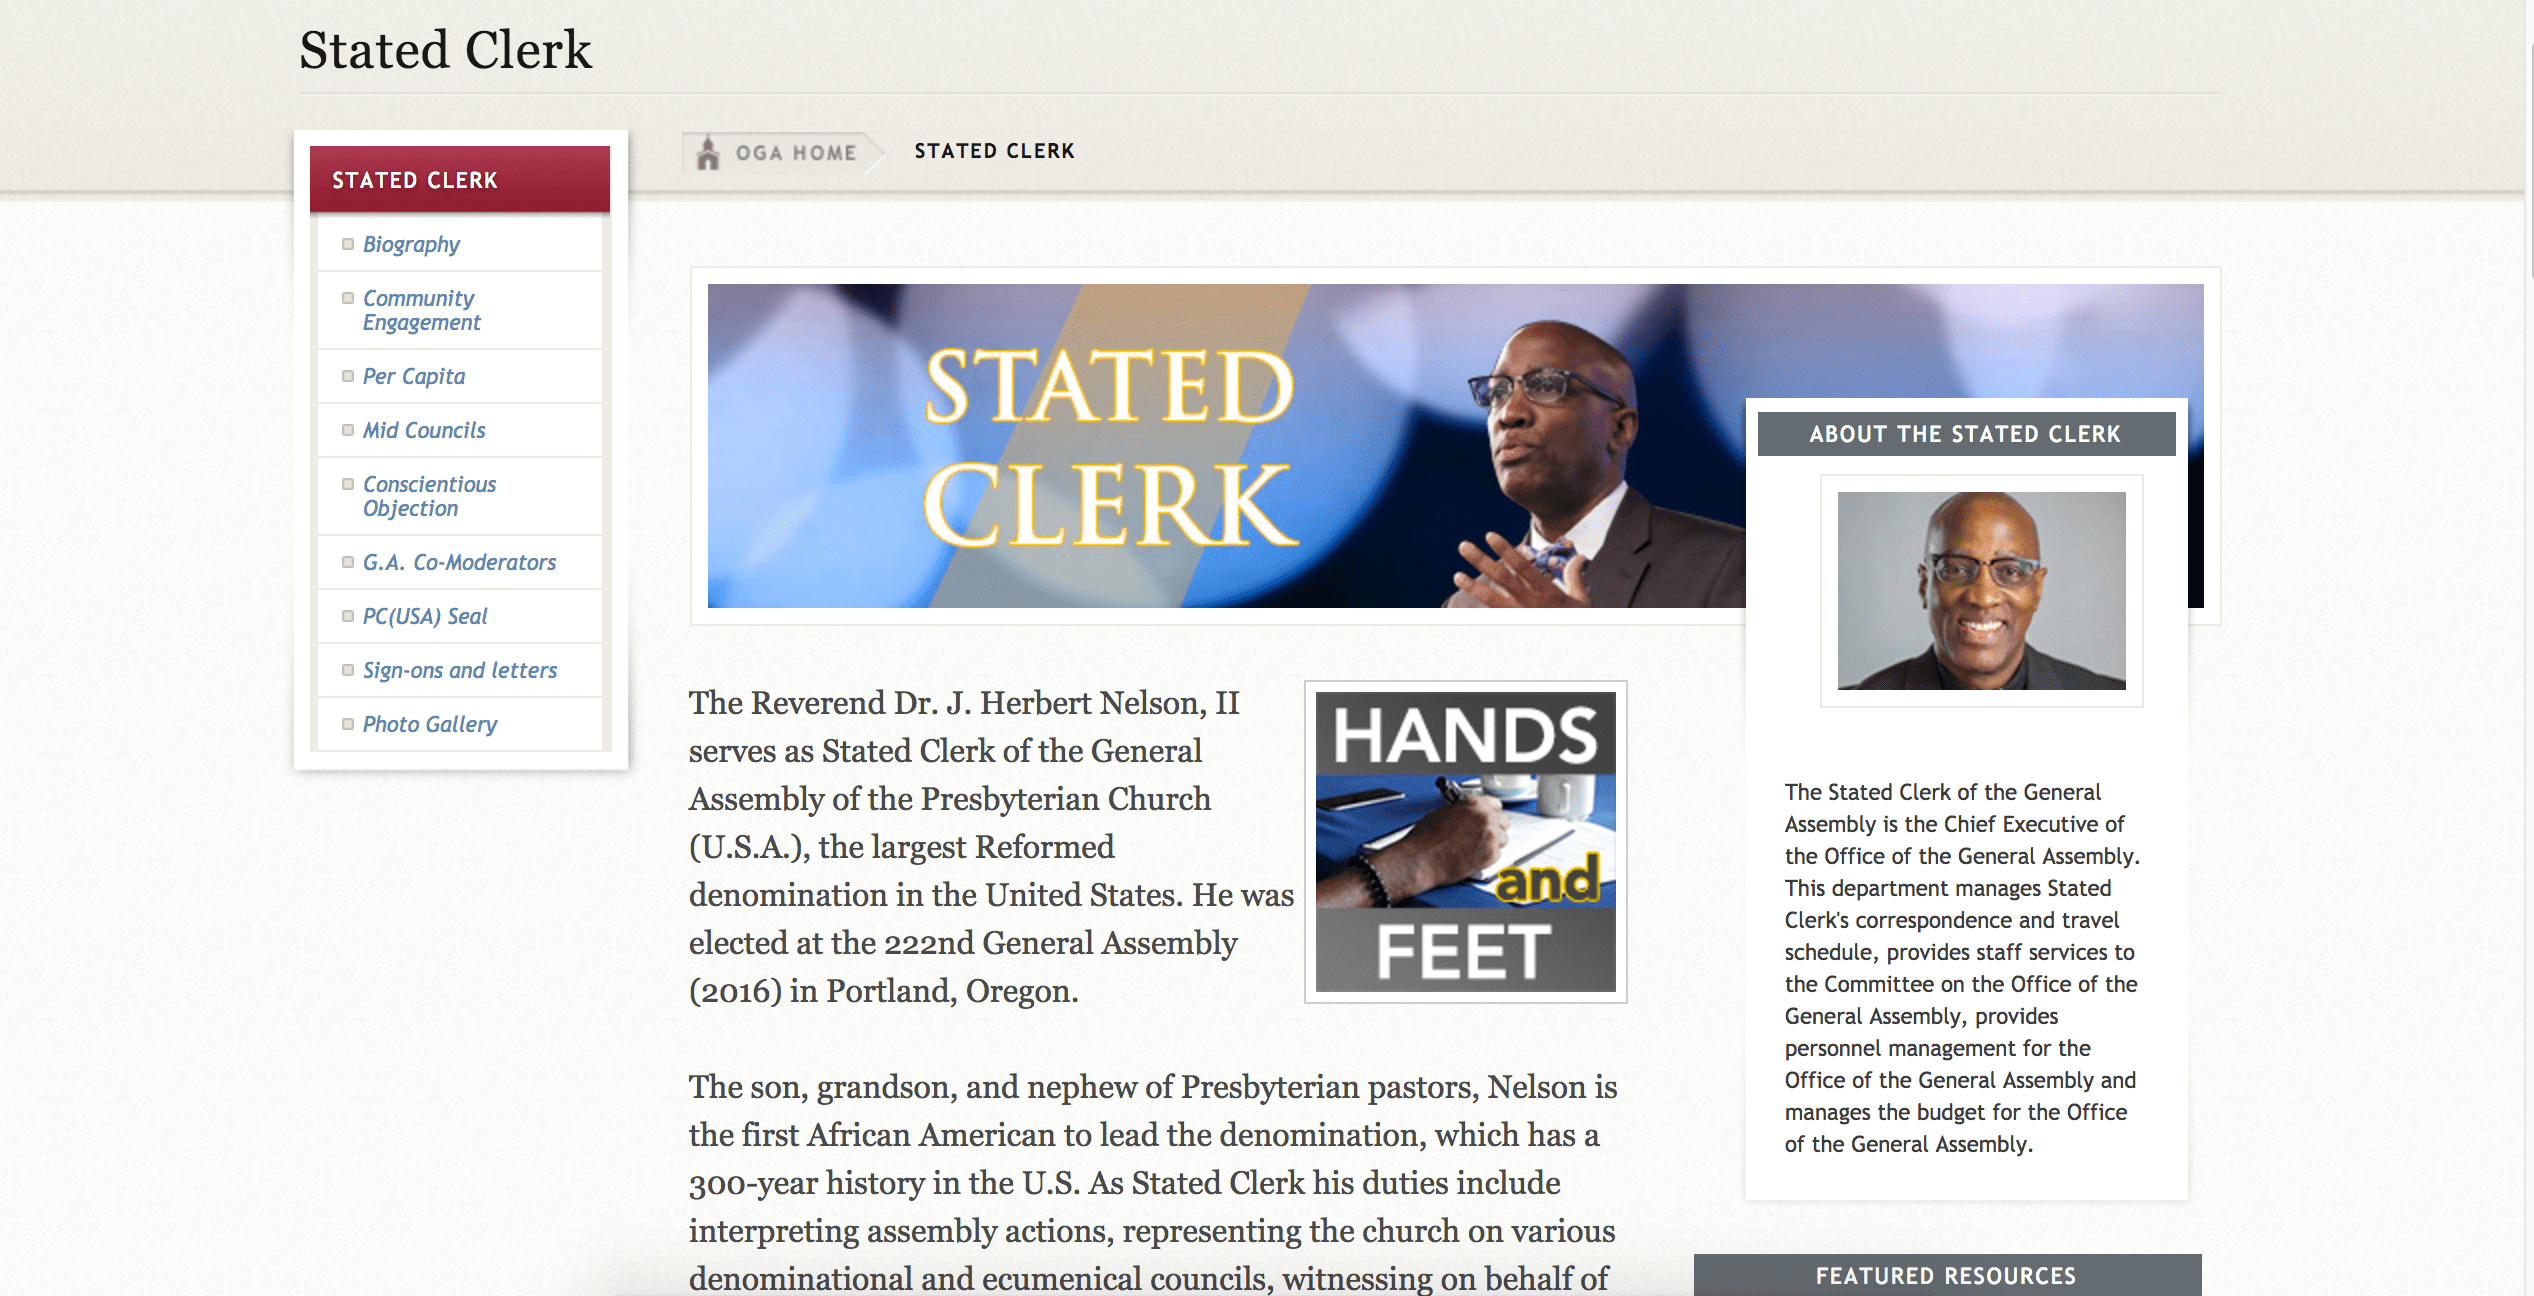 Stated Clerk
OGA HOME
STATED CLERK
STATED CLERK
Biography
Community
Engagement
Per Capita
Mid Councils
Conscientious
Objection
G.A. Co-Moderators
PC(USA) Seal
Sign-ons and letters
Photo Gallery
STATED
CLERK
The Reverend Dr. J. Herbert Nelson, II
serves as Stated Clerk of the General
Assembly of the Presbyterian Church
(U.S.A.), the largest Reformed
denomination in the United States. He was
elected at the 222nd General Assembly
(2016) in Portland, Oregon.
HANDS
and
FEET
The son, grandson, and nephew of Presbyterian pastors, Nelson is
the first African American to lead the denomination, which has a
300-year history in the U.S. As Stated Clerk his duties include
interpreting assembly actions, representing the church on various
denominational and ecumenical councils, witnessing on behalf of
ABOUT THE STATED CLERK
The Stated Clerk of the General
Assembly is the Chief Executive of
the Office of the General Assembly.
This department manages Stated
Clerk's correspondence and travel
schedule, provides staff services to
the Committee on the Office of the
General Assembly, provides
personnel management for the
Office of the General Assembly and
manages the budget for the Office
of the General Assembly.
FEATURED RESOURCES